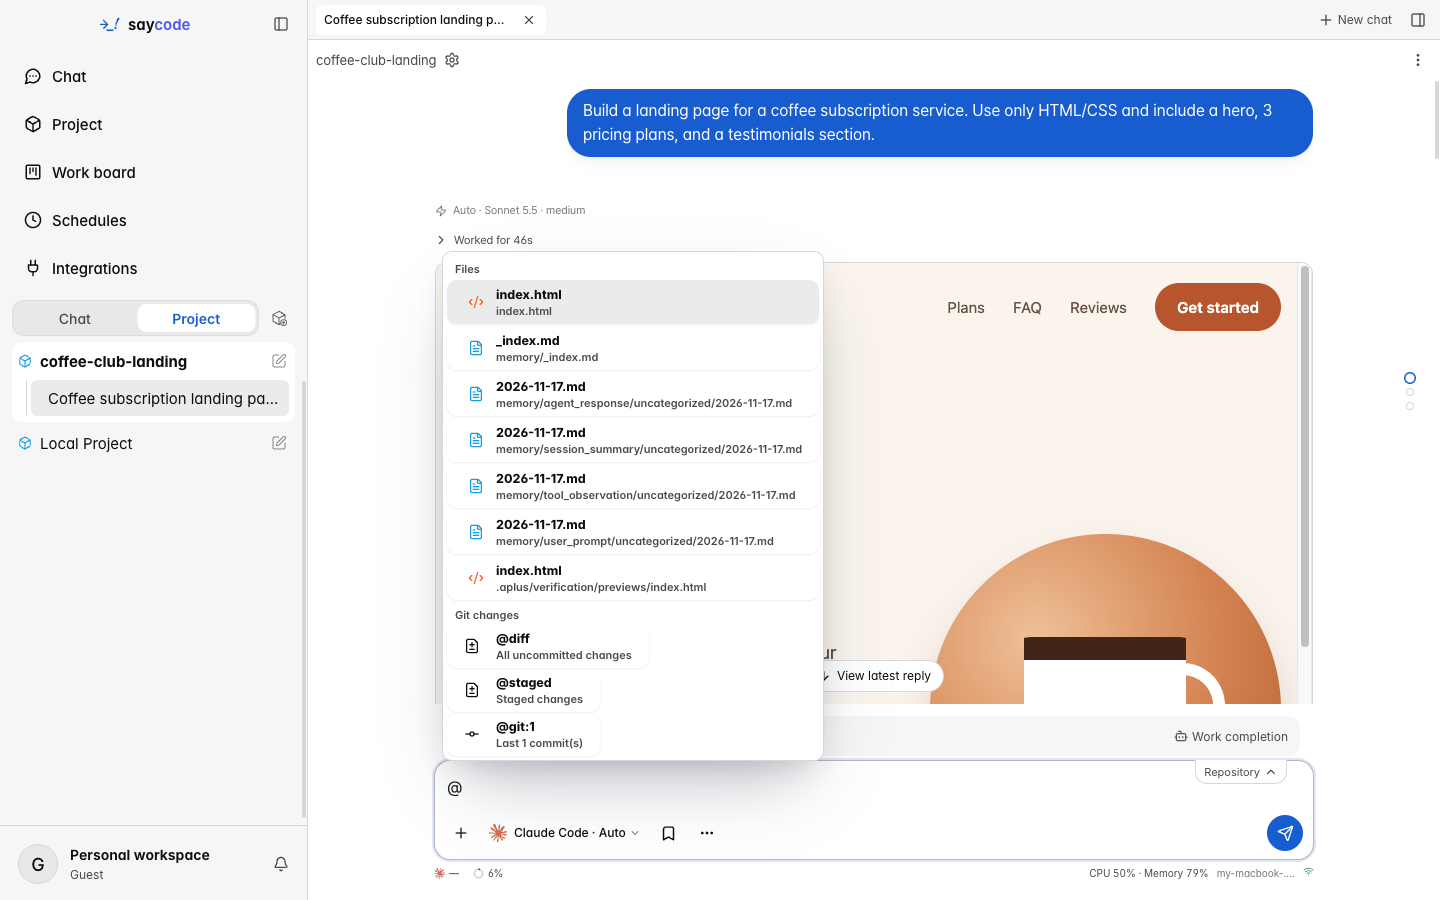 saycode
Chat
Project
Work board
Schedules
Integrations
Chat
Project
coffee-club-landing
Coffee subscription landing pa...
Local Project
G
Personal workspace
Guest
Coffee subscription landing p...
New chat
coffee-club-landing
Build a landing page for a coffee subscription service. Use only HTML/CSS and include a hero, 3
pricing plans, and a testimonials section.
Auto · Sonnet 5.5 · medium
Worked for 46s
Plans
FAQ
Reviews
Get started
Files
index.html
index.html
_index.md
memory/_index.md
2026-11-17.md
memory/agent_response/uncategorized/2026-11-17.md
2026-11-17.md
memory/session_summary/uncategorized/2026-11-17.md
2026-11-17.md
memory/tool_observation/uncategorized/2026-11-17.md
2026-11-17.md
memory/user_prompt/uncategorized/2026-11-17.md
index.html
.aplus/verification/previews/index.html
Git changes
@diff
All uncommitted changes
@staged
Staged changes
@git:1
Last 1 commit(s)
View latest reply
Work completion
Repository
@
Claude Code · Auto
6%
CPU 50% · Memory 79%
my-macbook-....